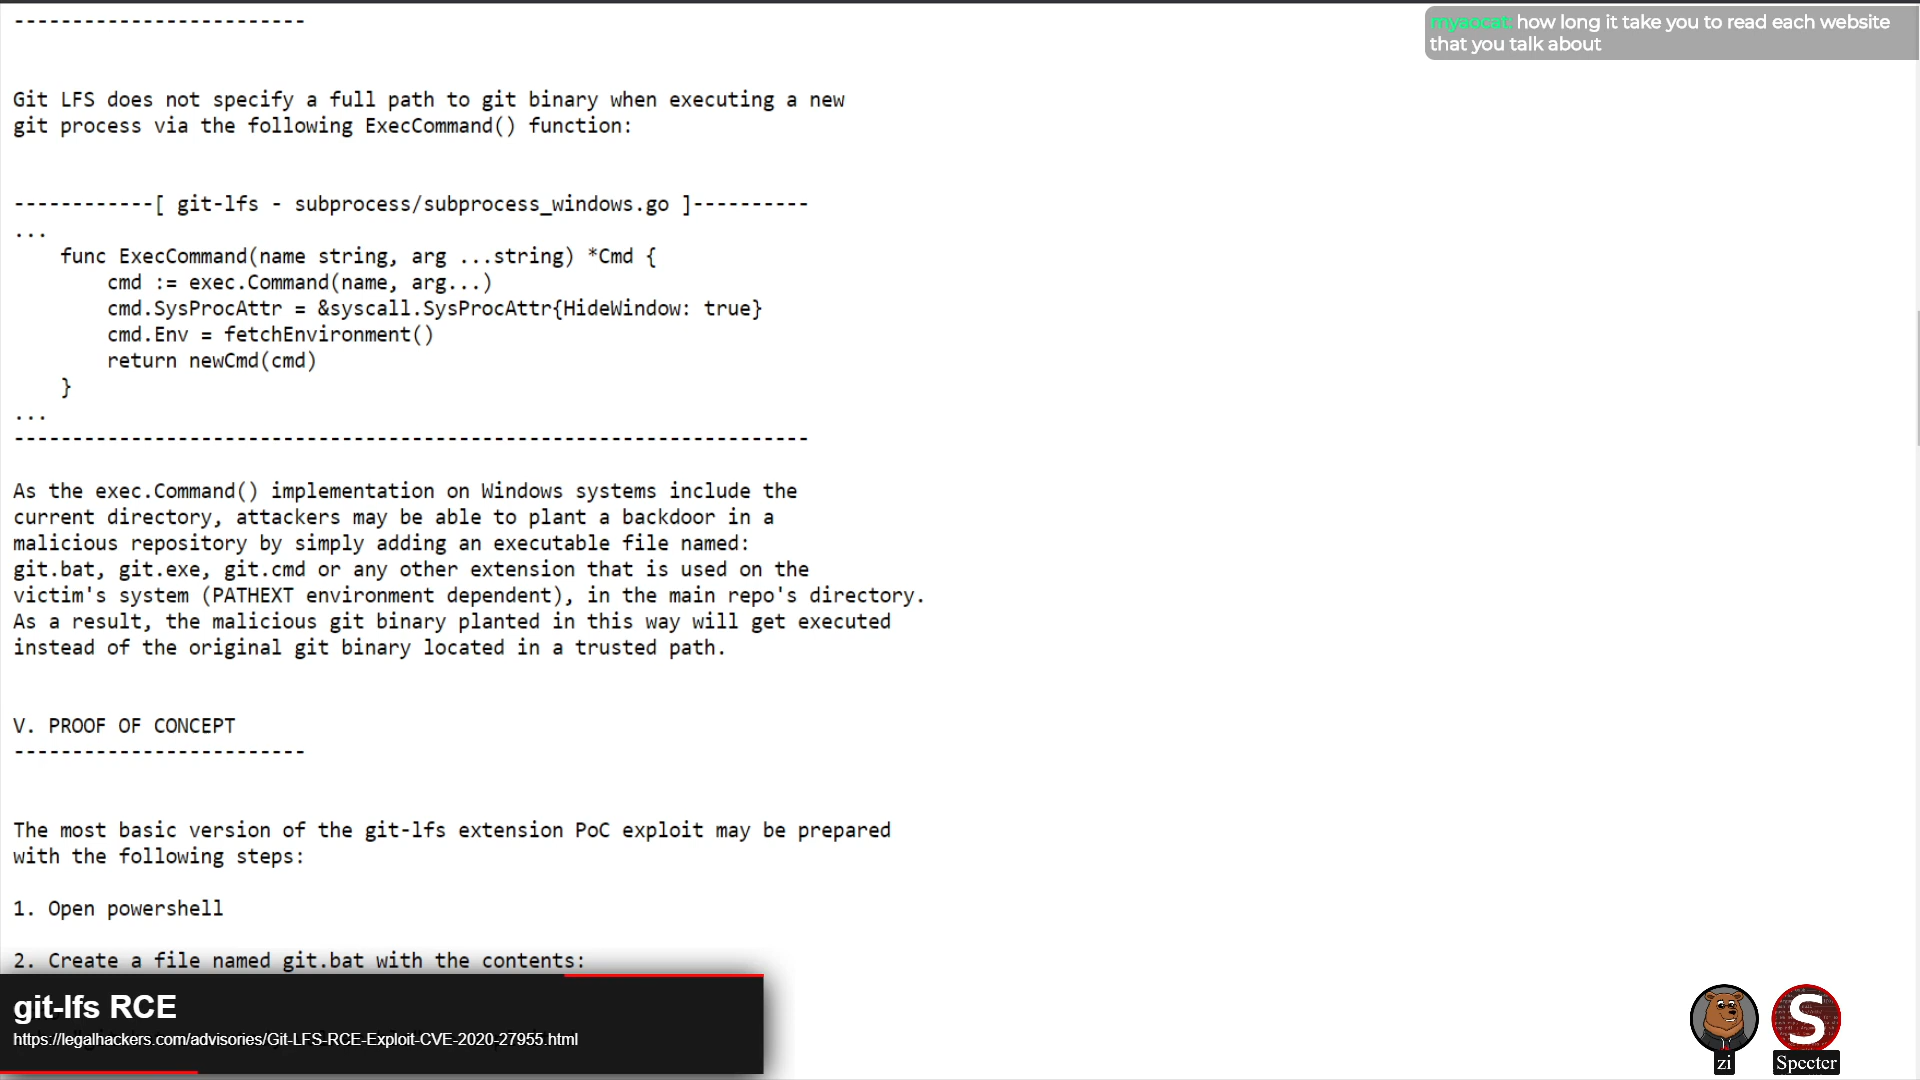 -------------------------
Git LFS does not specify a full path to git binary when executing a new
git process via the following ExecCommand() function:
------------[ git-lfs - subprocess/subprocess_windows.go ]----------
...
func ExecCommand(name string, arg ...string) *Cmd {
cmd := exec.Command(name, arg...)
cmd.SysProcAttr = &syscall.SysProcAttr{HideWindow: true}
cmd.Env = fetchEnvironment()
return newCmd(cmd)
}
...
--------------------------------------------------------------------
As the exec.Command() implementation on Windows systems include the
current directory, attackers may be able to plant a backdoor in a
malicious repository by simply adding an executable file named:
git.bat, git.exe, git.cmd or any other extension that is used on the
victim's system (PATHEXT environment dependent), in the main repo's directory.
As a result, the malicious git binary planted in this way will get executed
instead of the original git binary located in a trusted path.
V. PROOF OF CONCEPT
-------------------------
The most basic version of the git-lfs extension PoC exploit may be prepared
with the following steps:
1. Open powershell
2. Create a file named git.bat with the contents:
git-lfs RCE
https://legalhackers.com/advisories/Git-LFS-RCE-Exploit-CVE-2020-27955.html
myaocat: how long it take you to read each website
that you talk about
zi
S
Specter